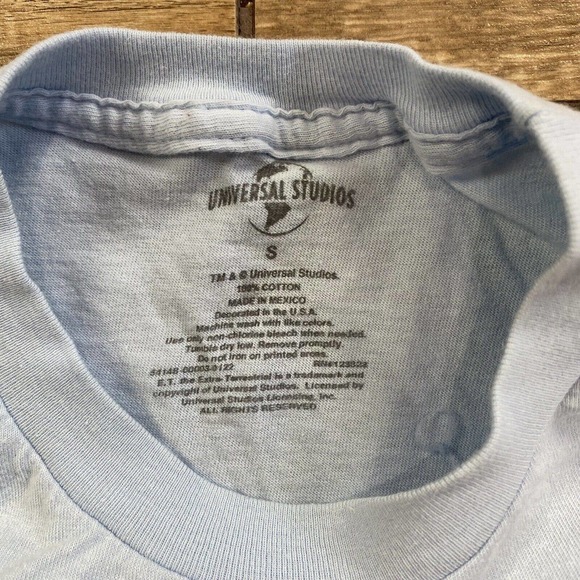 UNIVERSAL STUDIOS
S
TM & © Universal Studios.
100% COTTON
MADE IN MEXICO
Decorated in the U.S.A.
Machine wash with like colors.
Use only non-chlorine bleach when needed.
Tumble dry low. Remove promptly.
Do not iron on printed areas.
E.T. the Extra-Terrestrial is a trademark and
copyright of Universal Studios. Licensed by
Universal Studios Licensing, Inc.
ALL RIGHTS RESERVED